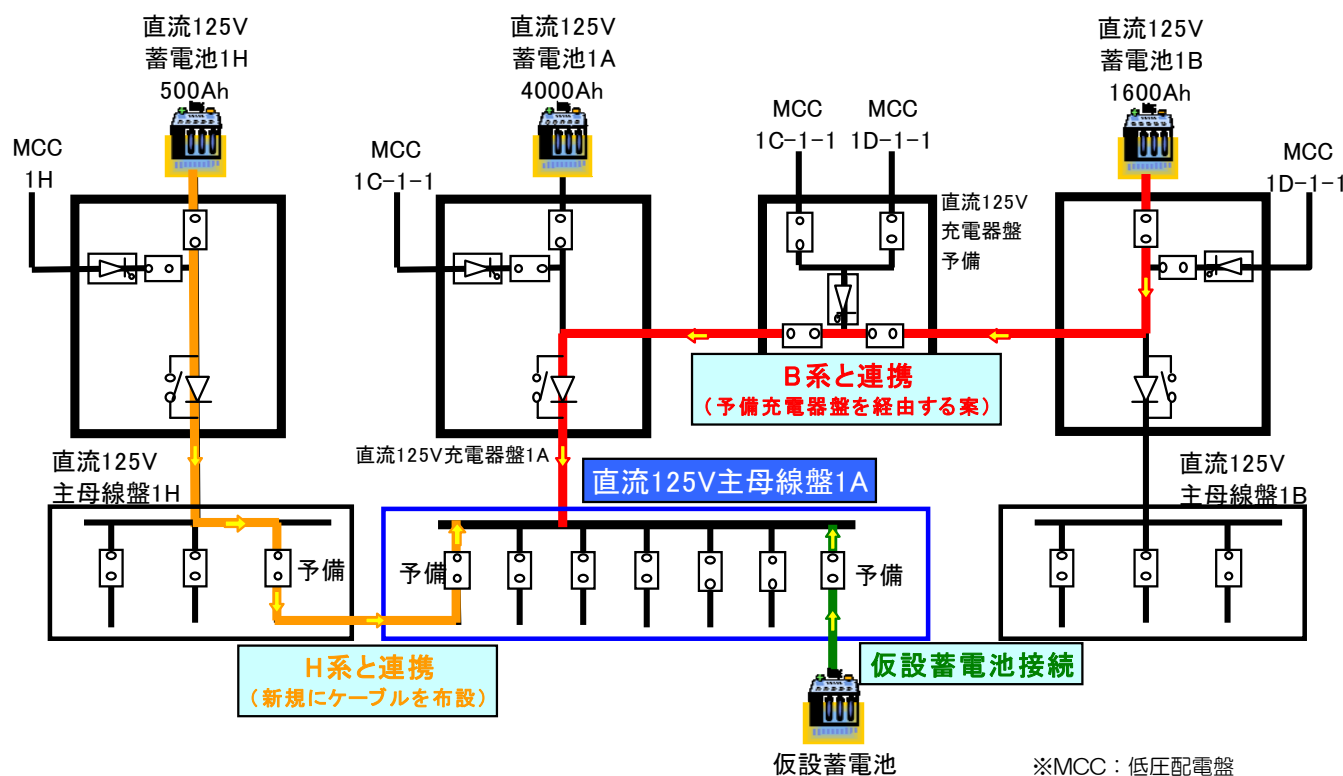 直流125V
蓄電池1H
500Ah
直流125V
蓄電池1A
4000Ah
直流125V
蓄電池1B
1600Ah
MCC
1H
MCC
1C-1-1
MCC
1C-1-1
MCC
1D-1-1
MCC
1D-1-1
直流125V
充電器盤
予備
B系と連携
(予備充電器盤を経由する案)
直流125V充電器盤1A
直流125V
主母線盤1H
直流125V主母線盤1A
直流125V
主母線盤1B
予備
予備
予備
H系と連携
(新規にケーブルを布設)
仮設蓄電池接続
仮設蓄電池
※MCC：低圧配電盤